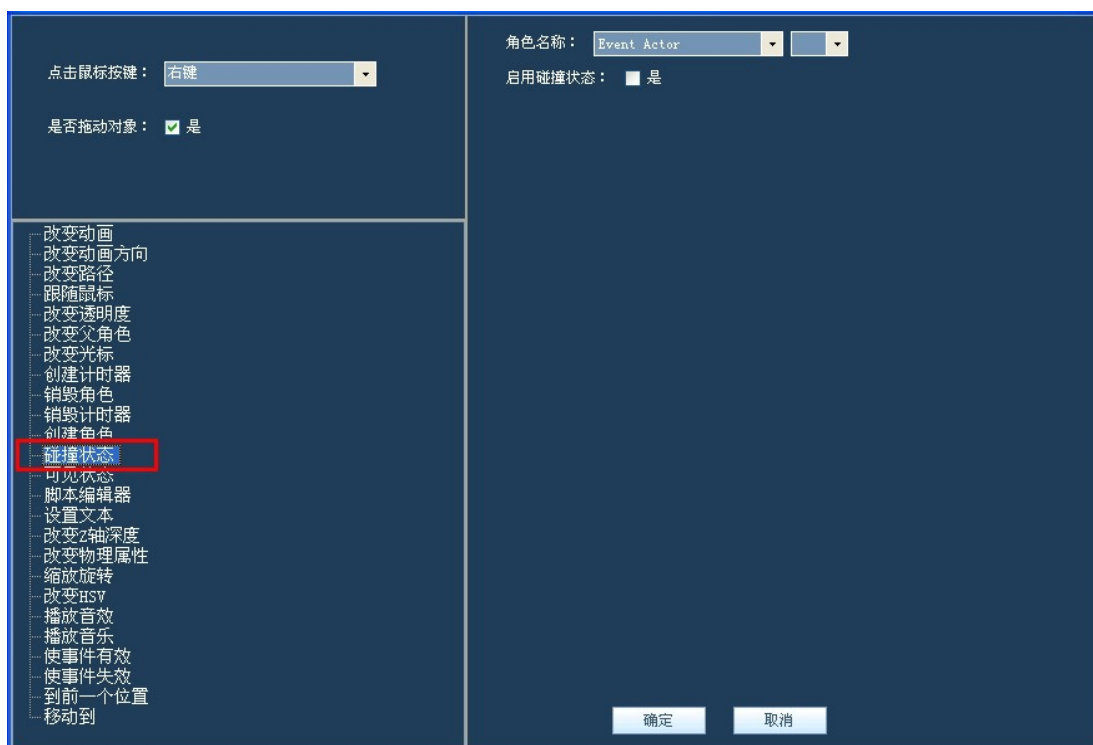 点击鼠标按键： 右键
是否拖动对象： 是
改变动画
改变动画方向
改变路径
跟随鼠标
改变透明度
改变父角色
改变光标
创建计时器
销毁角色
销毁计时器
创建角色
碰撞状态
可见状态
脚本编辑器
设置文本
改变Z轴深度
改变物理属性
缩放旋转
改变HSV
播放音效
播放音乐
使事件有效
使事件失效
到前一个位置
移动到
角色名称： Event Actor
启用碰撞状态： 是
确定 取消